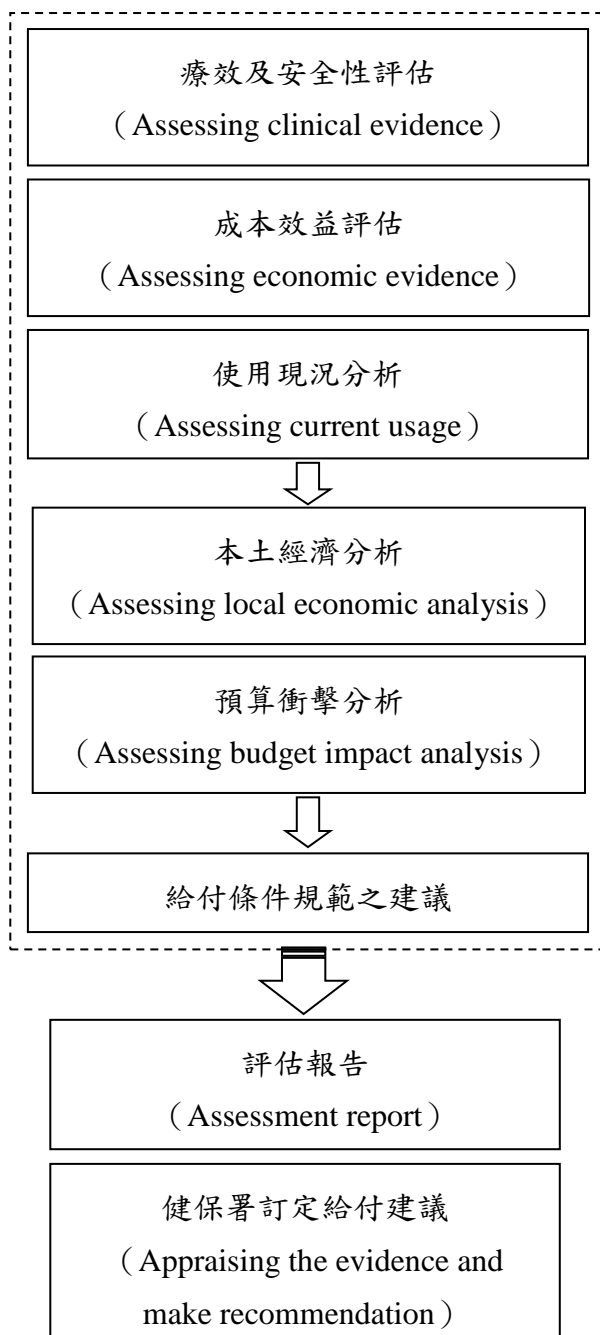 療效及安全性評估
（Assessing clinical evidence）
成本效益評估
（Assessing economic evidence）
使用現況分析
（Assessing current usage）
本土經濟分析
（Assessing local economic analysis）
預算衝擊分析
（Assessing budget impact analysis）
給付條件規範之建議
評估報告
（Assessment report）
健保署訂定給付建議
（Appraising the evidence and
make recommendation）